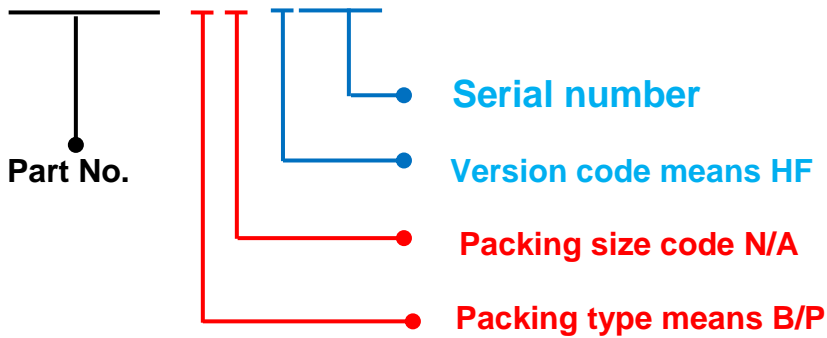 Serial number
Part No.
Version code means HF
Packing size code N/A
Packing type means B/P